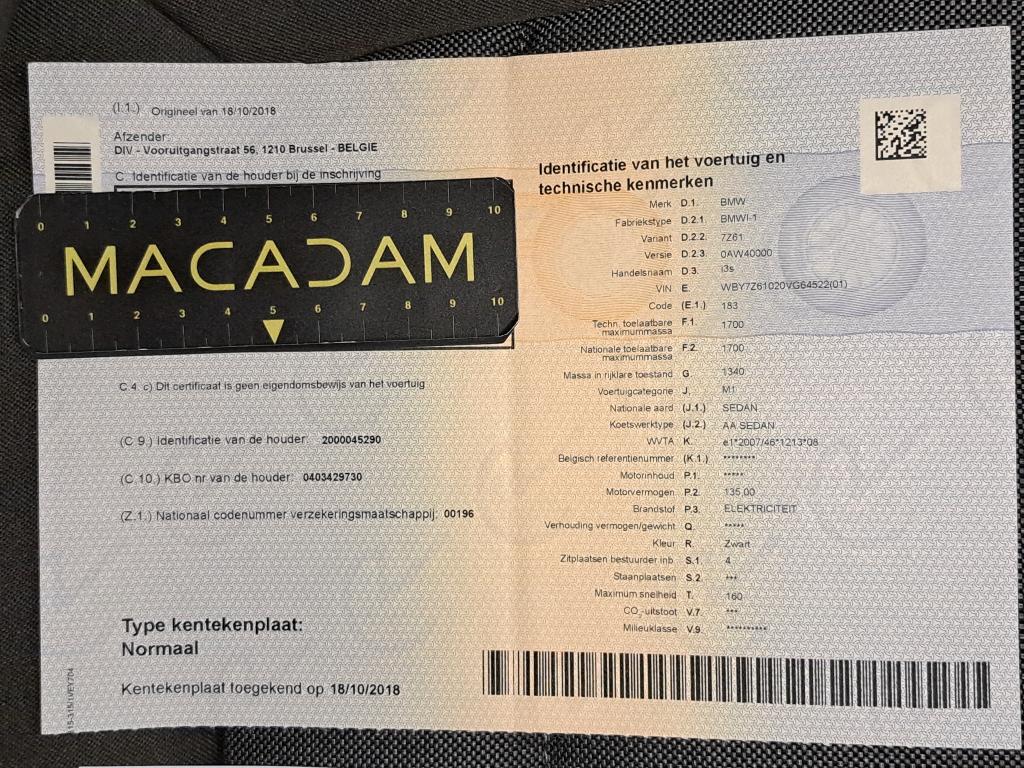 (I.1.) Origineel van 18/10/2018
Afzender:
DIV - Vooruitgangstraat 56, 1210 Brussel - BELGIE
C. Identificatie van de houder bij de inschrijving
0 1 2 3 4 5 6 7 8 9 10
MACADAM
0 1 2 3 4 5 6 7 8 9 10
C.4. c) Dit certificaat is geen eigendomsbewijs van het voertuig
(C.9.) Identificatie van de houder: 2000045290
(C.10.) KBO nr van de houder: 0403429730
(Z.1.) Nationaal codenummer verzekeringsmaatschappij: 00196
Type kentekenplaat:
Normaal
Kentekenplaat toegekend op 18/10/2018
Identificatie van het voertuig en
technische kenmerken
Merk D.1. BMW
Fabriekstype D.2.1. BMWI-1
Variant D.2.2. 7Z61
Versie D.2.3. 0AW40000
Handelsnaam D.3. i3s
VIN E. WBY7Z61020VG64522(01)
Code (E.1.) 183
Techn. toelaatbare maximummassa F.1. 1700
Nationale toelaatbare maximummassa F.2. 1700
Massa in rijklare toestand G. 1340
Voertuigcategorie J. M1
Nationale aard (J.1.) SEDAN
Koetswerktype (J.2.) AA SEDAN
WVTA K. e1*2007/46*1213*08
Belgisch referentienummer (K.1.) ********
Motorinhoud P.1. *****
Motorvermogen P.2. 135.00
Brandstof P.3. ELEKTRICITEIT
Verhouding vermogen/gewicht Q. *****
Kleur R. Zwart
Zitplaatsen bestuurder inb. S.1. 4
Staanplaatsen S.2. ***
Maximum snelheid T. 160
CO₂-uitstoot V.7. ***
Milieuklasse V.9. **********